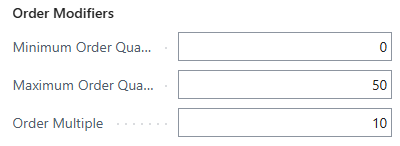 Order Modifiers
Minimum Order Qua... 0
Maximum Order Qua... 50
Order Multiple 10